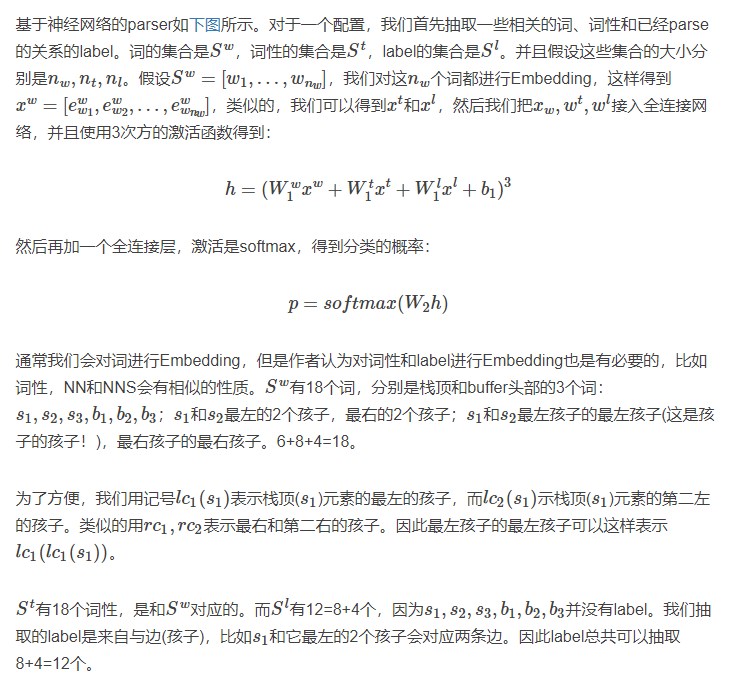 基于神经网络的parser如下图所示。对于一个配置，我们首先抽取一些相关的词、词性和已经parse
的关系的label。词的集合是$S^w$，词性的集合是$S^t$，label的集合是$S^l$。并且假设这些集合的大小分
别是$n_w, n_t, n_l$。假设$S^w = [w_1, \ldots, w_{n_w}]$，我们对这$n_w$个词都进行Embedding，这样得到
$x^w = [e^w_{w_1}, e^w_{w_2}, \ldots, e^w_{w_{n_w}}]$，类似的，我们可以得到$x^t$和$x^l$，然后我们把$x_w, w^t, w^l$接入全连接网
络，并且使用3次方的激活函数得到：
$h = (W_1^w x^w + W_1^t x^t + W_1^l x^l + b_1)^3$
然后再加一个全连接层，激活是softmax，得到分类的概率：
$p = softmax(W_2 h)$
通常我们会对词进行Embedding，但是作者认为对词性和label进行Embedding也是有必要的，比如
词性，NN和NNS会有相似的性质。$S^w$有18个词，分别是栈顶和buffer头部的3个词：
$s_1, s_2, s_3, b_1, b_2, b_3$；$s_1$和$s_2$最左的2个孩子，最右的2个孩子；$s_1$和$s_2$最左孩子的最左孩子(这是孩
子的孩子！)，最右孩子的最右孩子。6+8+4=18。
为了方便，我们用记号$lc_1(s_1)$表示栈顶($s_1$)元素的最左的孩子，而$lc_2(s_1)$示栈顶($s_1$)元素的第二左
的孩子。类似的用$rc_1, rc_2$表示最右和第二右的孩子。因此最左孩子的最左孩子可以这样表示
$lc_1(lc_1(s_1))$。
$S^t$有18个词性，是和$S^w$对应的。而$S^l$有12=8+4个，因为$s_1, s_2, s_3, b_1, b_2, b_3$并没有label。我们抽
取的label是来自与边(孩子)，比如$s_1$和它最左的2个孩子会对应两条边。因此label总共可以抽取
8+4=12个。